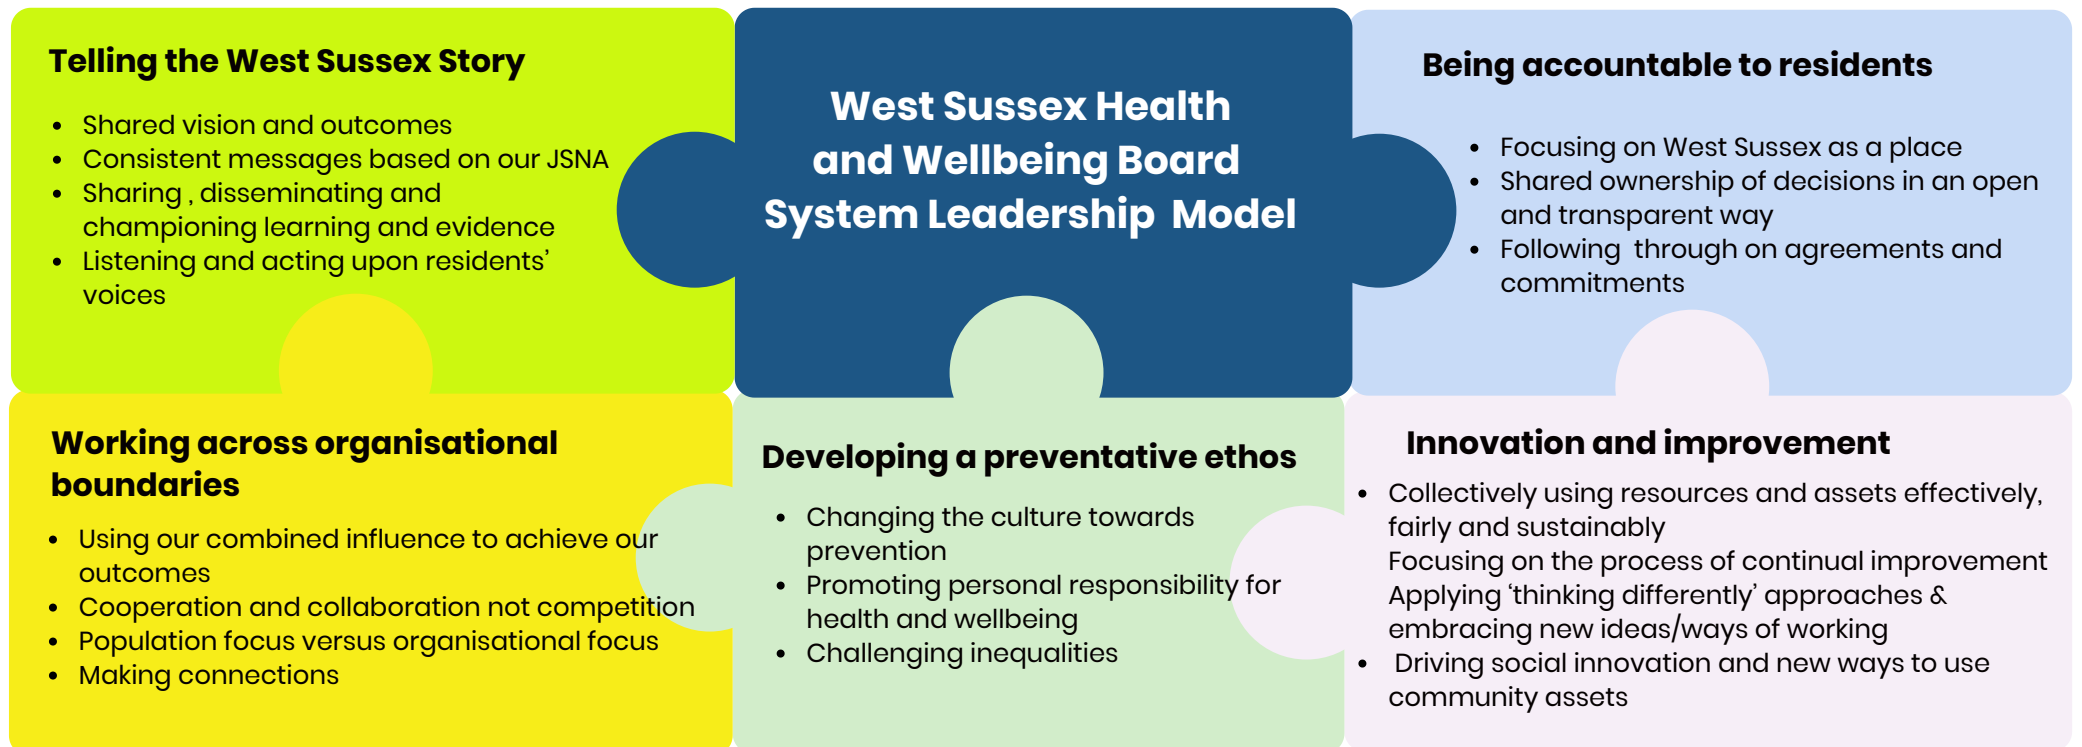 Telling the West Sussex Story
• Shared vision and outcomes
• Consistent messages based on our JSNA
• Sharing , disseminating and
championing learning and evidence
• Listening and acting upon residents’
voices
West Sussex Health
and Wellbeing Board
System Leadership  Model
Being accountable to residents
• Focusing on West Sussex as a place
• Shared ownership of decisions in an open
and transparent way
• Following  through on agreements and
commitments
Working across organisational
boundaries
• Using our combined influence to achieve our
outcomes
• Cooperation and collaboration not competition
• Population focus versus organisational focus
• Making connections
Developing a preventative ethos
• Changing the culture towards
prevention
• Promoting personal responsibility for
health and wellbeing
• Challenging inequalities
Innovation and improvement
• Collectively using resources and assets effectively,
fairly and sustainably
Focusing on the process of continual improvement
Applying ‘thinking differently’ approaches &
embracing new ideas/ways of working
• Driving social innovation and new ways to use
community assets